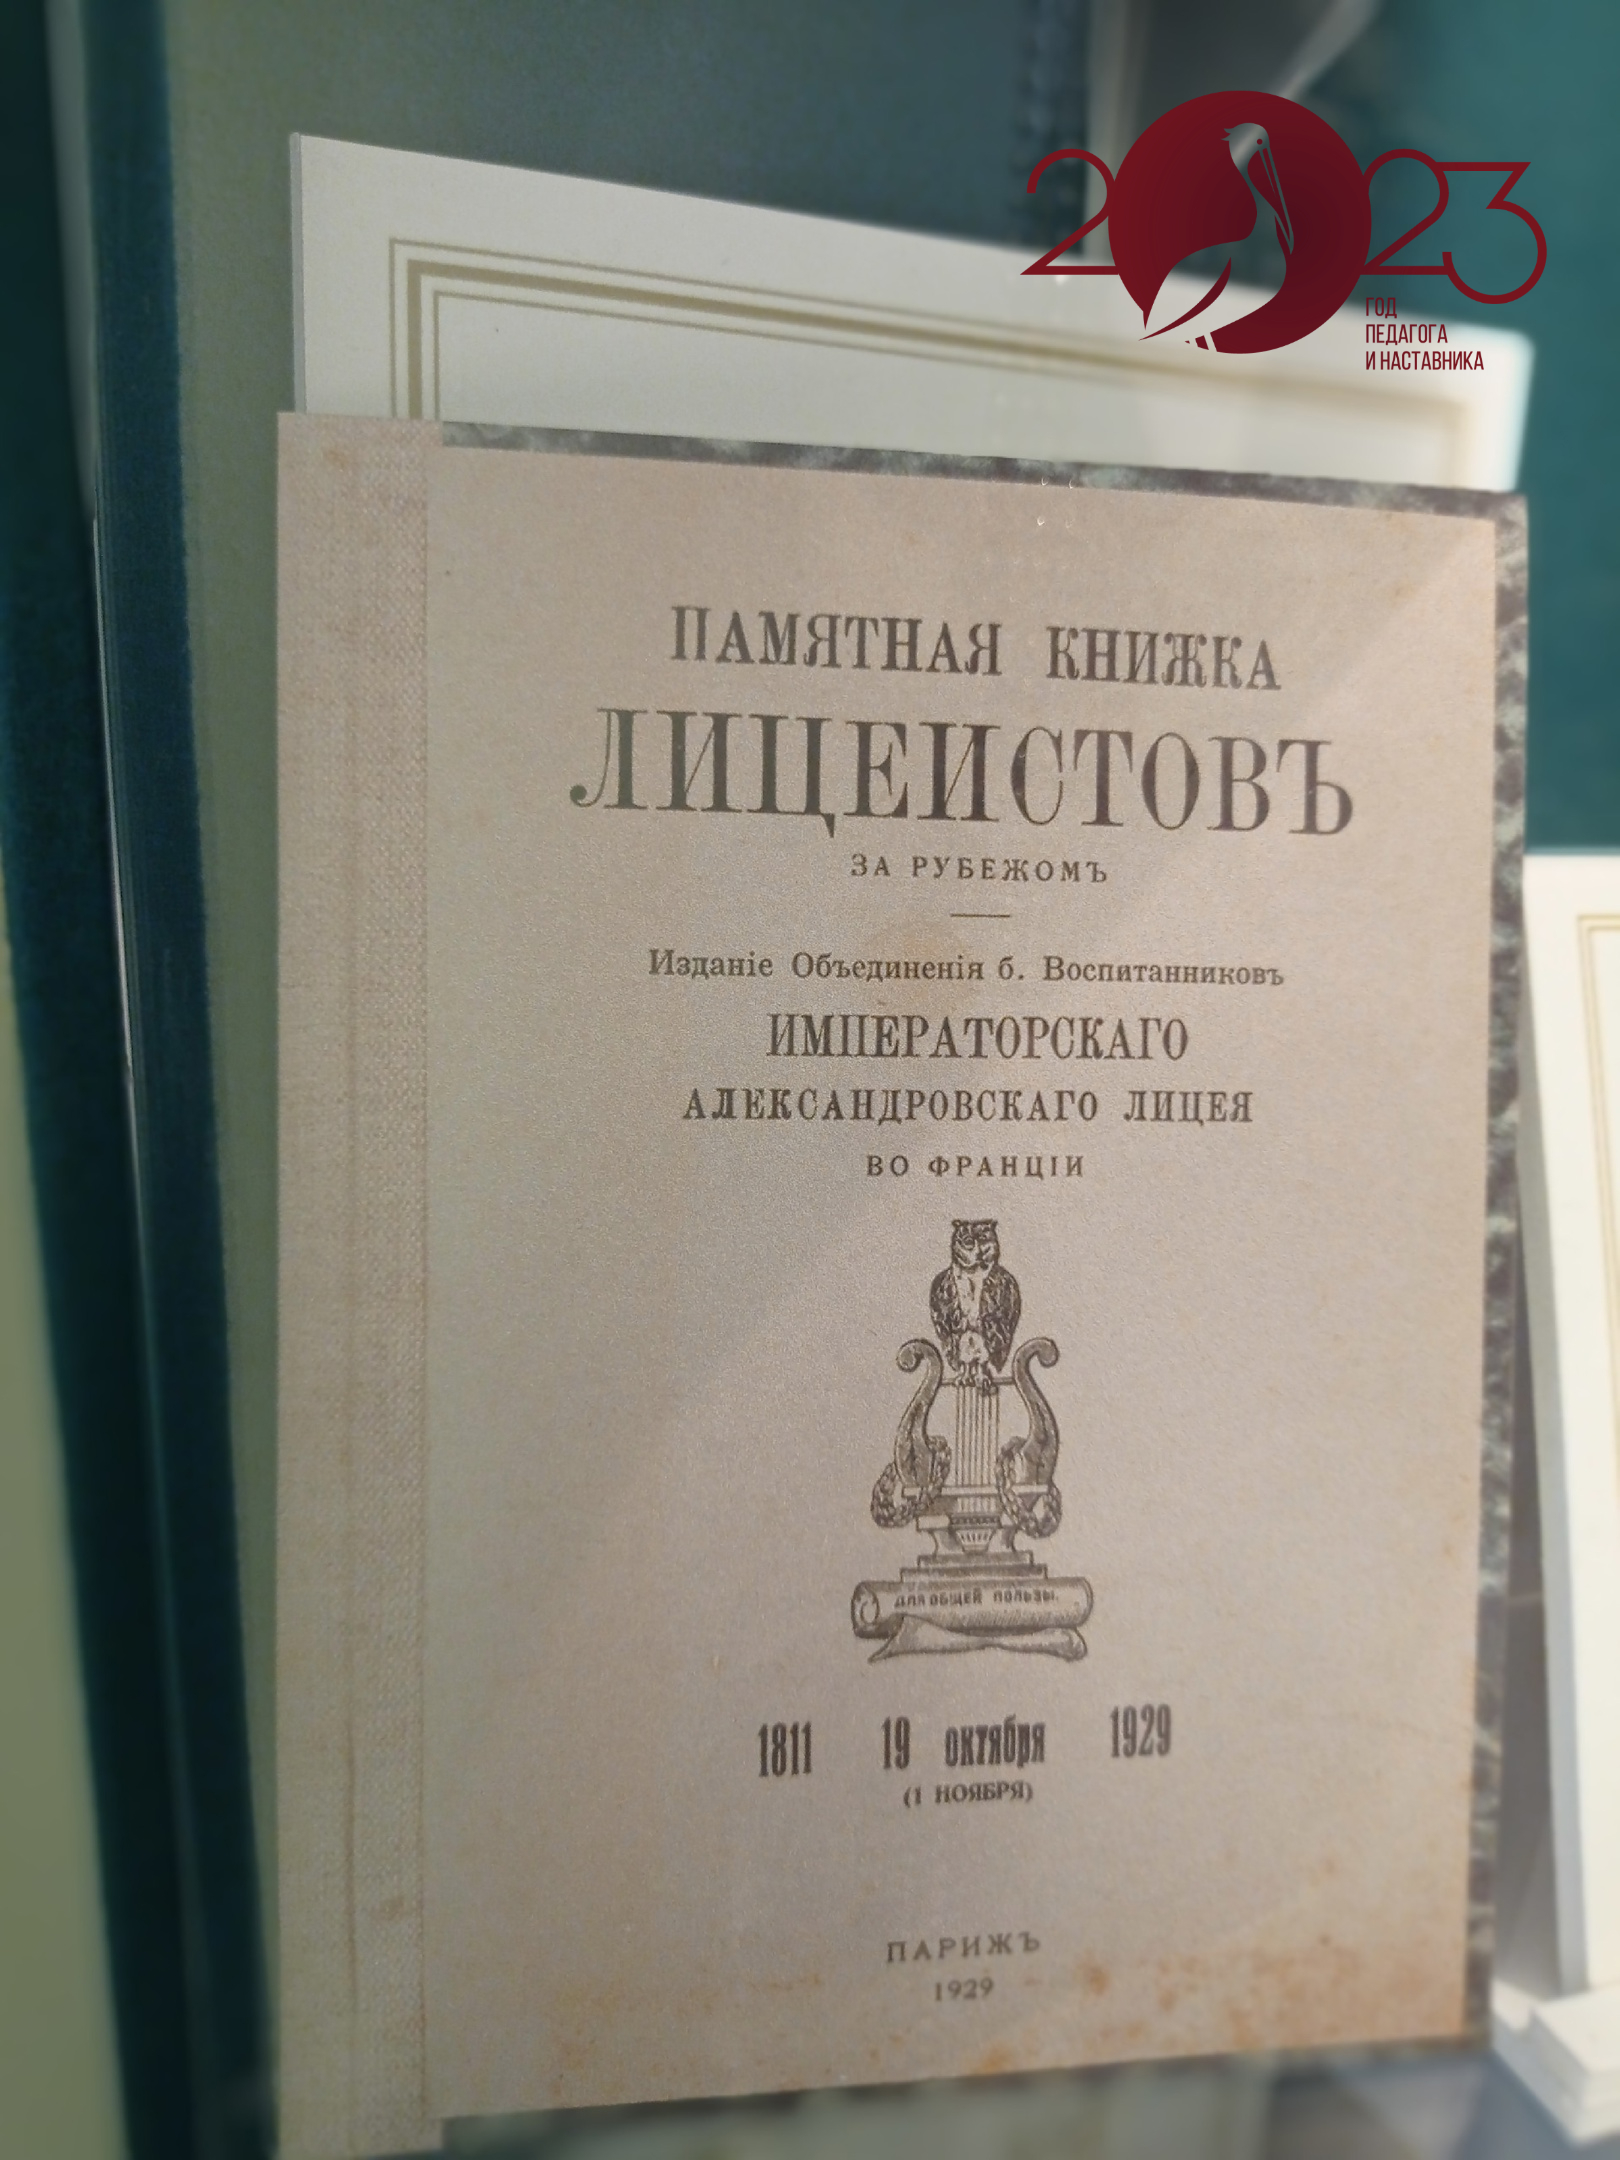 2023
ГОД
ПЕДАГОГА
И НАСТАВНИКА
ПАМЯТНАЯ КНИЖКА
ЛИЦЕИСТОВЪ
ЗА РУБЕЖОМЪ
Изданіе Объединенія б. Воспитанниковъ
ИМПЕРАТОРСКАГО
АЛЕКСАНДРОВСКАГО ЛИЦЕЯ
ВО ФРАНЦІИ
ДЛЯ ОБЩЕЙ ПОЛЬЗЫ.
1811 19 октября 1929
(1 НОЯБРЯ)
ПАРИЖЪ
1929